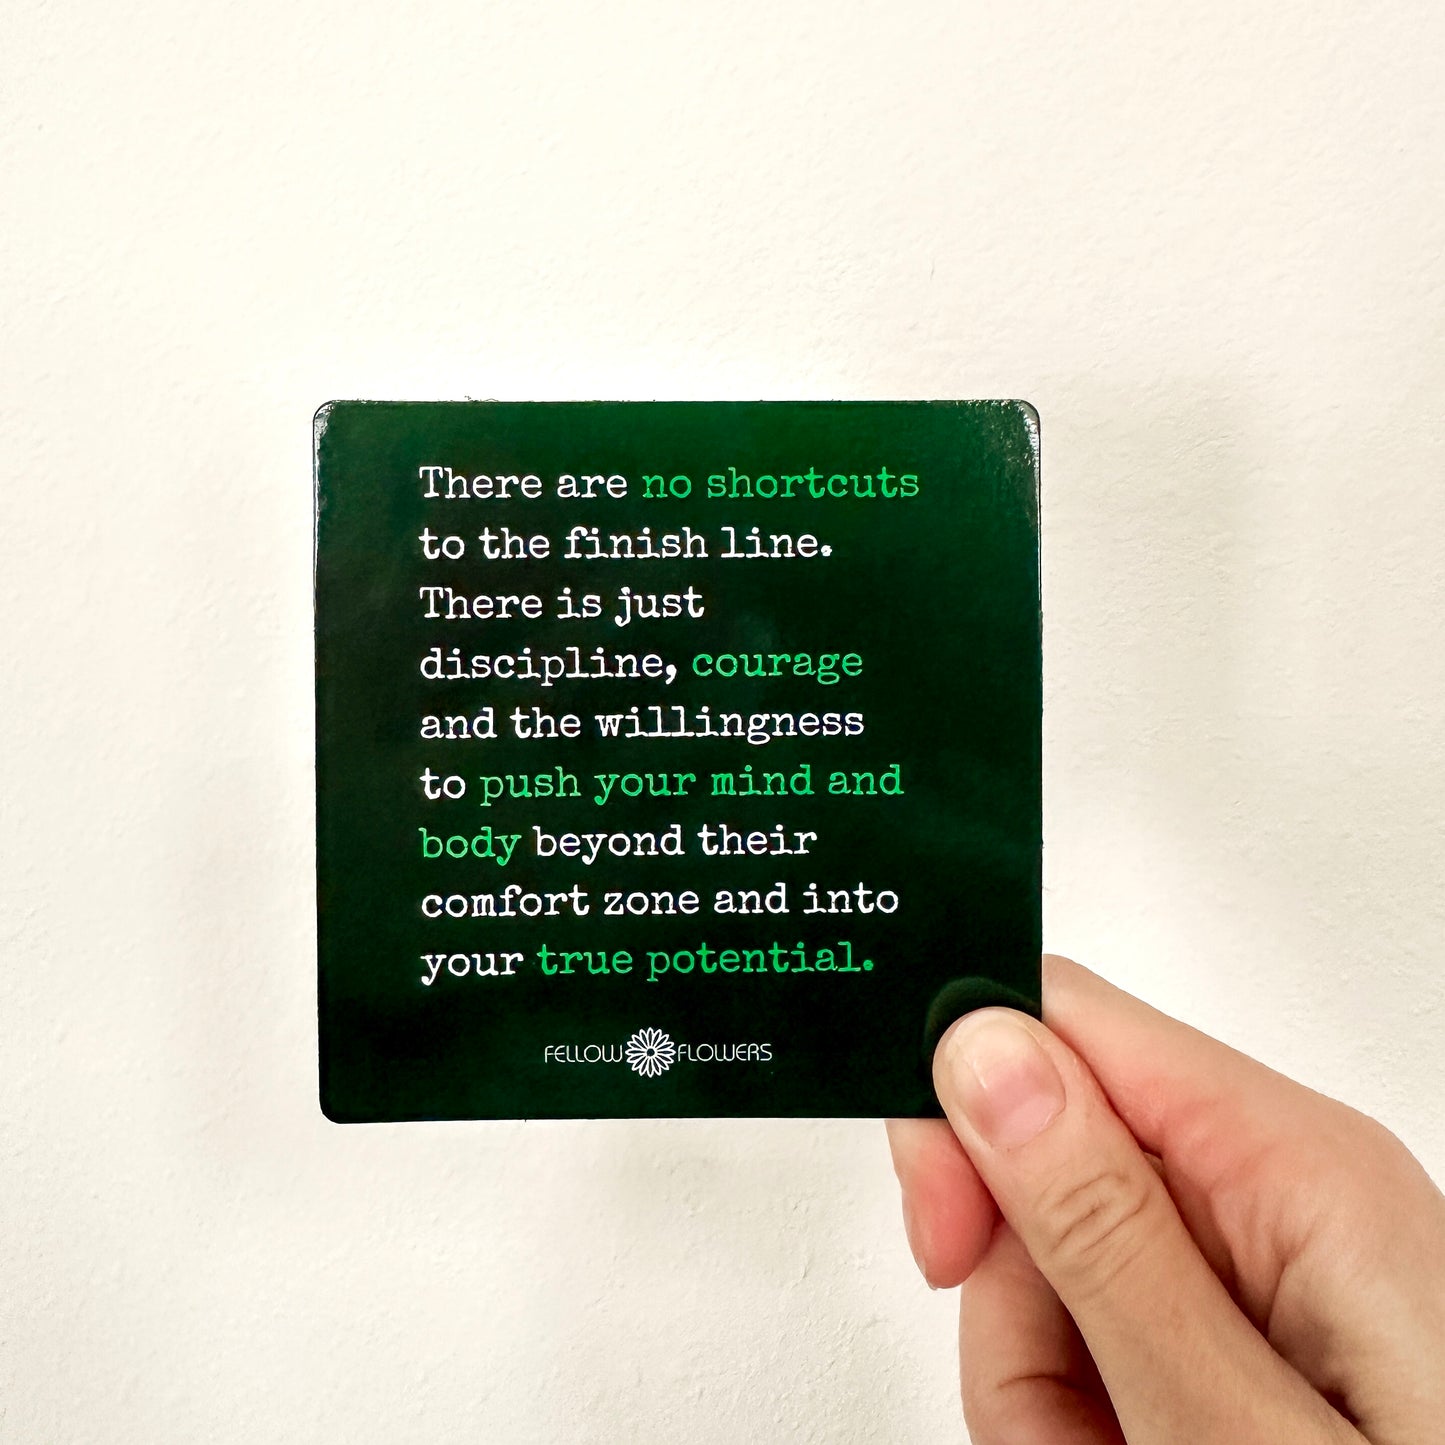 There are no shortcuts
to the finish line.
There is just
discipline, courage
and the willingness
to push your mind and
body beyond their
comfort zone and into
your true potential.
FELLOW FLOWERS